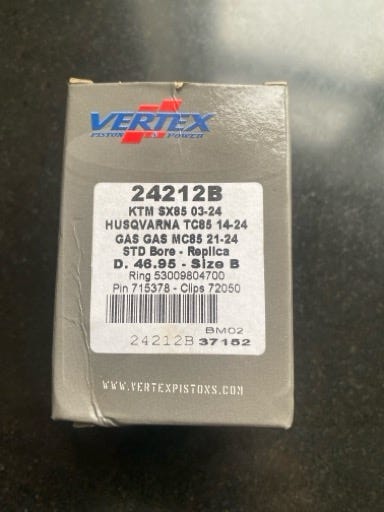 VERTEX
PISTON POWER
24212B
KTM SX85 03-24
HUSQVARNA TC85 14-24
GAS GAS MC85 21-24
STD Bore - Replica
D. 46.95 - Size B
Ring 53009804700
Pin 715378 - Clips 72050
BM02
24212B 37152
WWW.VERTEXPISTONS.COM